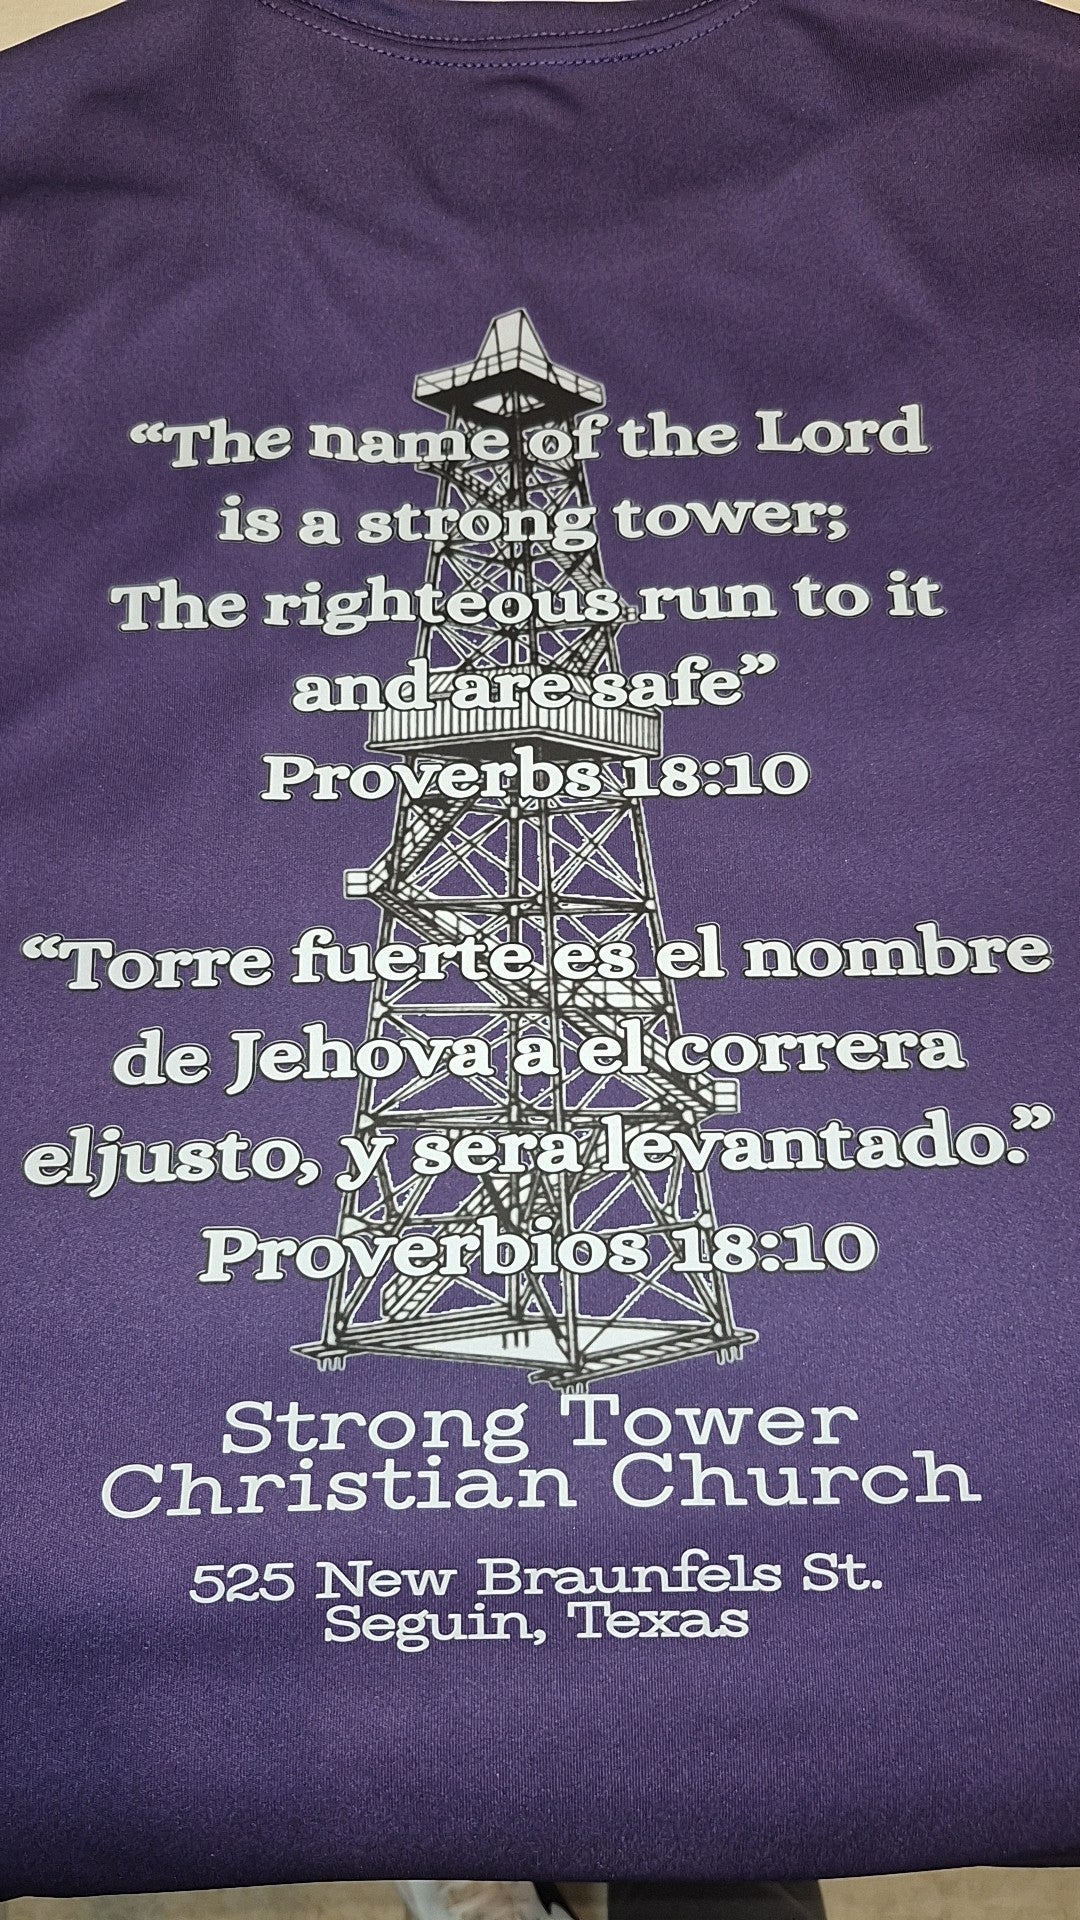 “The name of the Lord
is a strong tower;
The righteous run to it
and are safe”
Proverbs 18:10
“Torre fuerte es el nombre
de Jehova a el correra
eljusto, y sera levantado.”
Proverbios 18:10
Strong Tower
Christian Church
525 New Braunfels St.
Seguin, Texas